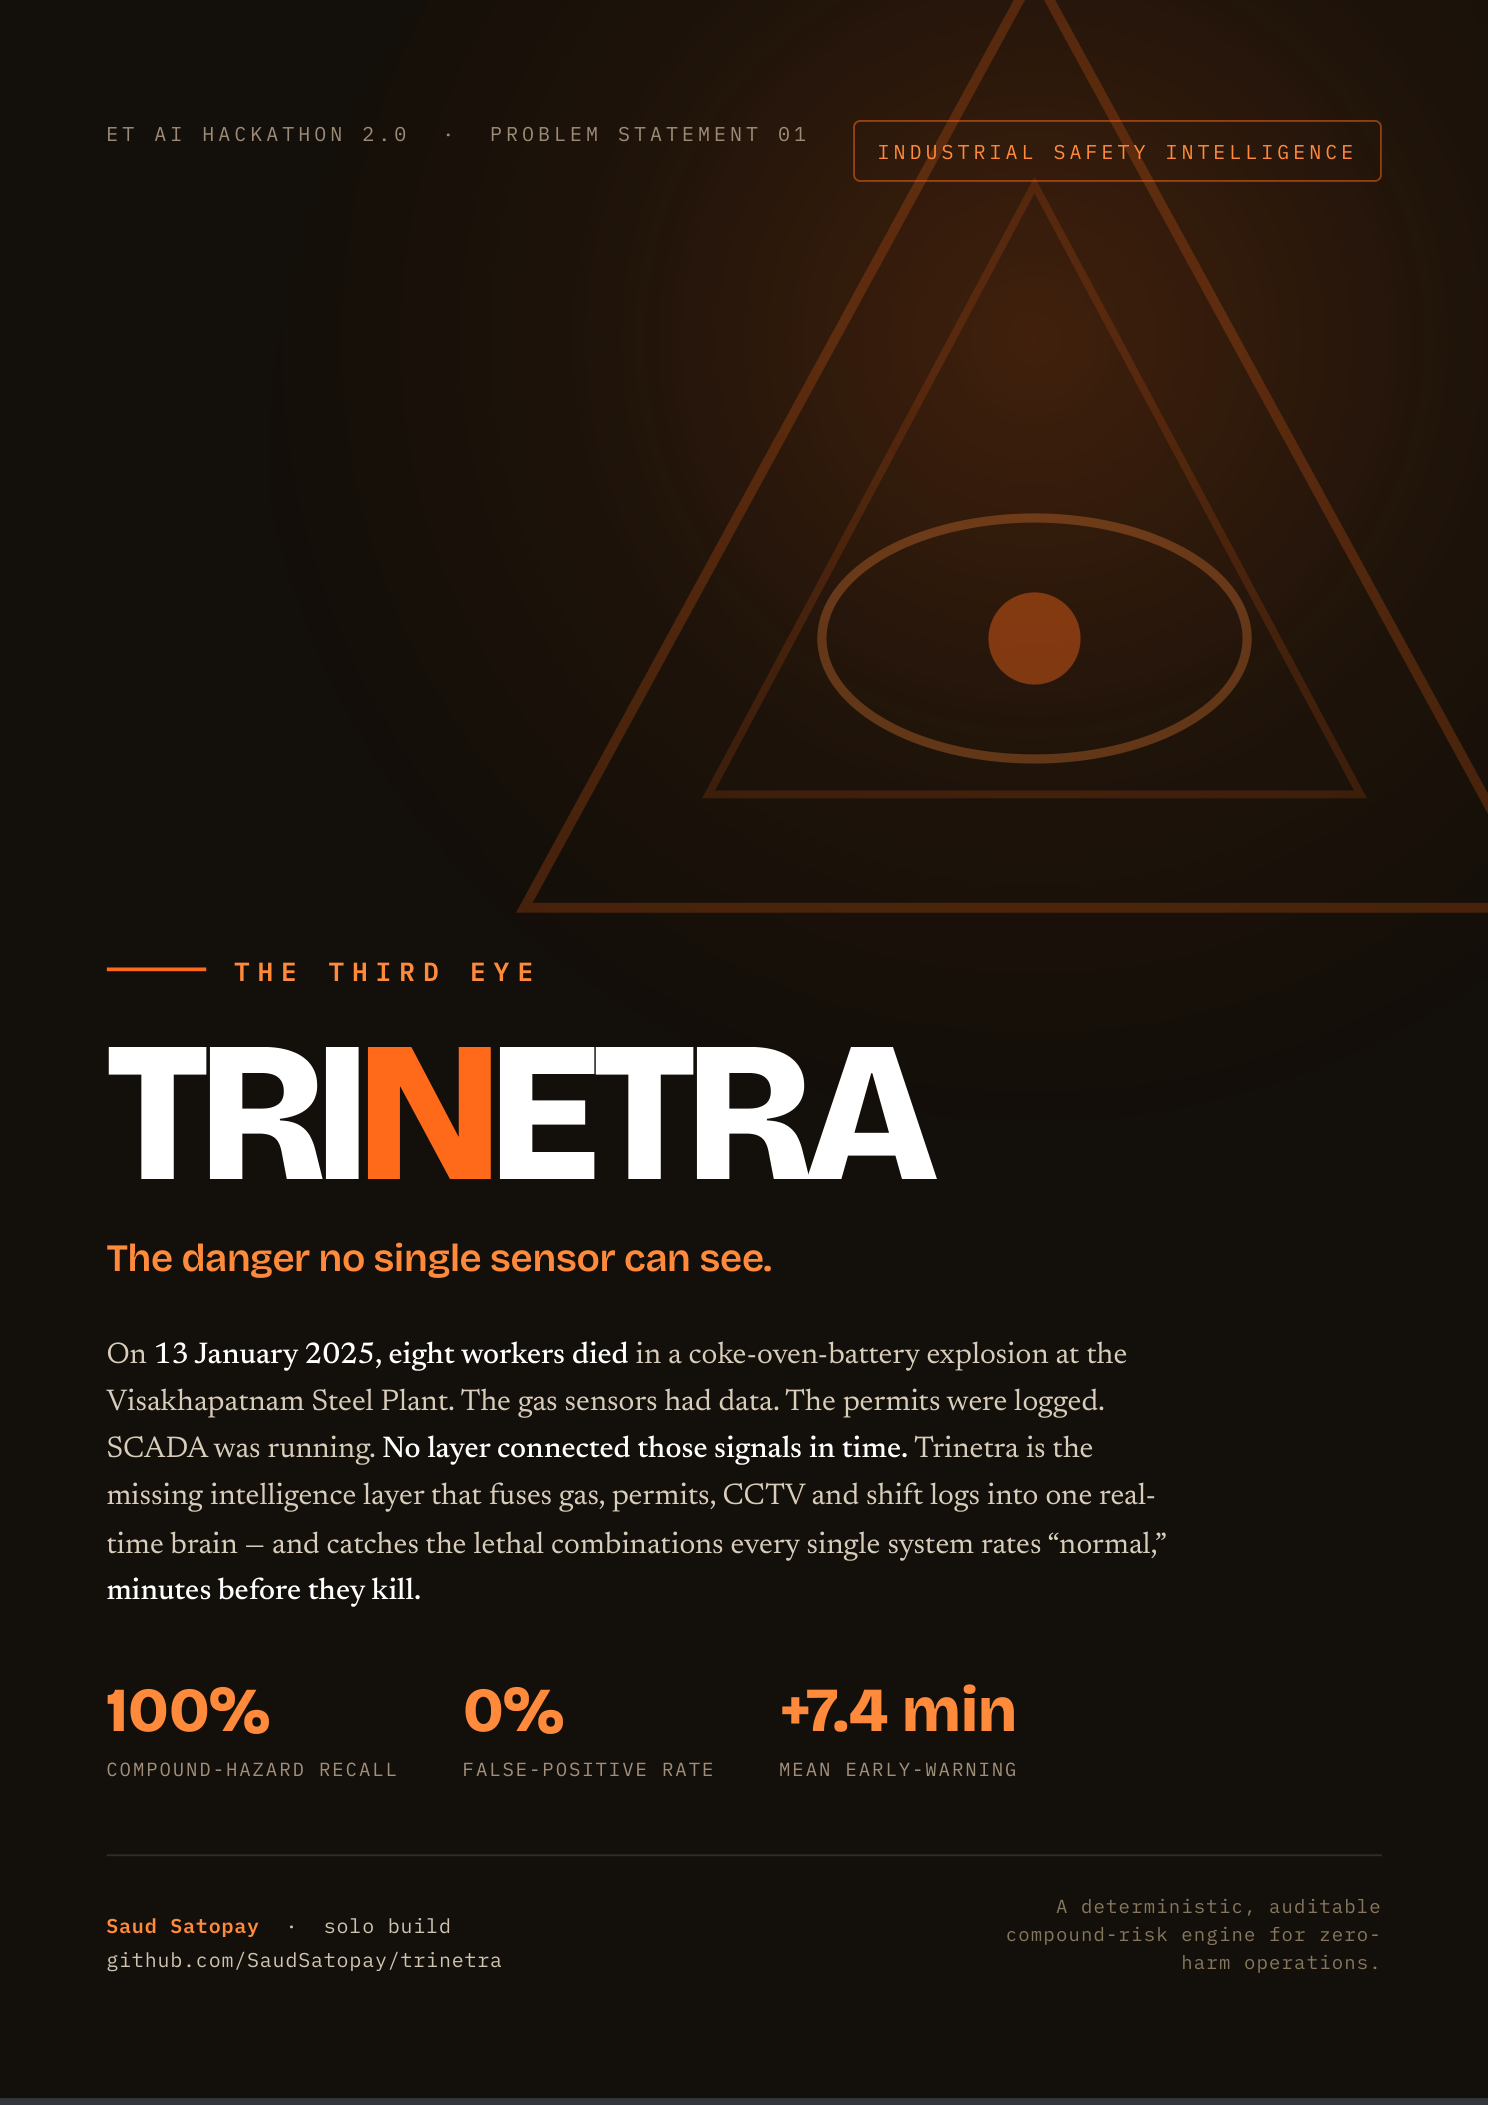 ET AI HACKATHON 2.0 · PROBLEM STATEMENT 01
INDUSTRIAL SAFETY INTELLIGENCE
THE THIRD EYE
TRINETRA
The danger no single sensor can see.
On 13 January 2025, eight workers died in a coke-oven-battery explosion at the
Visakhapatnam Steel Plant. The gas sensors had data. The permits were logged.
SCADA was running. No layer connected those signals in time. Trinetra is the
missing intelligence layer that fuses gas, permits, CCTV and shift logs into one real-
time brain — and catches the lethal combinations every single system rates “normal,”
minutes before they kill.
100%
COMPOUND-HAZARD RECALL
0%
FALSE-POSITIVE RATE
+7.4 min
MEAN EARLY-WARNING
Saud Satopay · solo build
github.com/SaudSatopay/trinetra
A deterministic, auditable
compound-risk engine for zero-
harm operations.